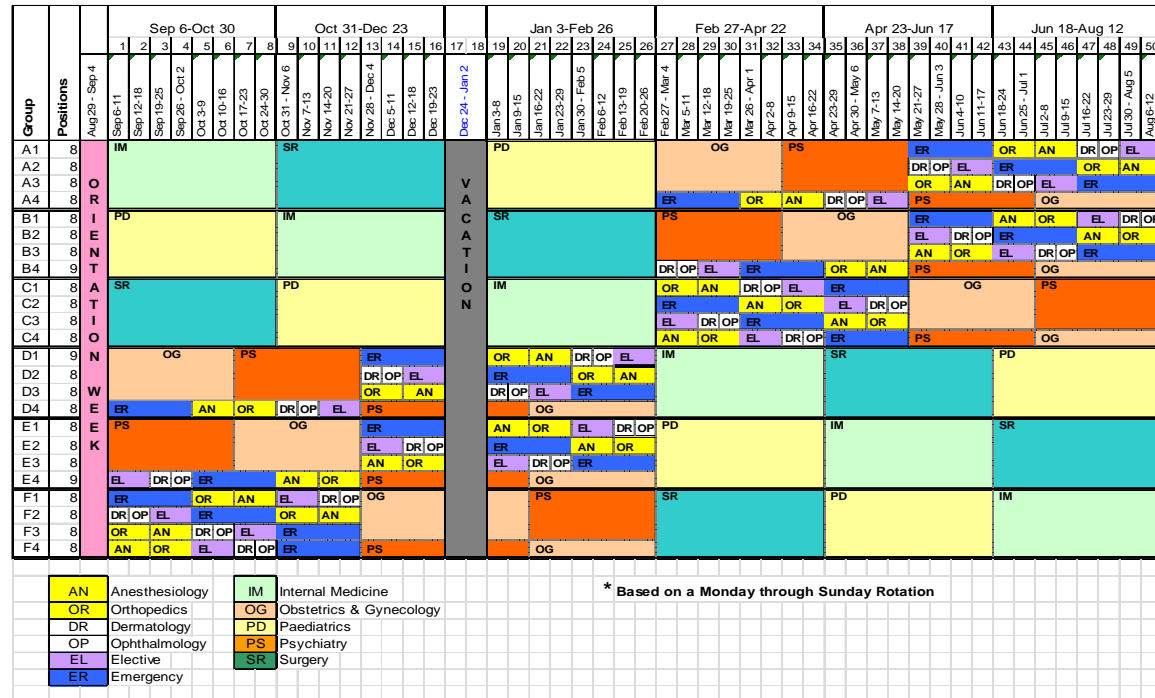 Sep 6-Oct 30 Oct 31-Dec 23 Jan 3-Feb 26 Feb 27-Apr 22 Apr 23-Jun 17 Jun 18-Aug 12
1 2 3 4 5 6 7 8 9 10 11 12 13 14 15 16 17 18 19 20 21 22 23 24 25 26 27 28 29 30 31 32 33 34 35 36 37 38 39 40 41 42 43 44 45 46 47 48 49 50
Group
Positions
Aug 29 - Sep 4
Sep 6-11
Sep 12-18
Sep 19-25
Sep 26 - Oct 2
Oct 3-9
Oct 10-16
Oct 17-23
Oct 24-30
Oct 31 - Nov 6
Nov 7-13
Nov 14-20
Nov 21-27
Nov 28 - Dec 4
Dec 5-11
Dec 12-18
Dec 19-23
Dec 24 - Jan 2
Jan 3-8
Jan 9-15
Jan 16-22
Jan 23-29
Jan 30 - Feb 5
Feb 6-12
Feb 13-19
Feb 20-26
Feb 27 - Mar 4
Mar 5-11
Mar 12-18
Mar 19-25
Mar 26 - Apr 1
Apr 2-8
Apr 9-15
Apr 16-22
Apr 23-29
Apr 30 - May 6
May 7-13
May 14-20
May 21-27
May 28 - Jun 3
Jun 4-10
Jun 11-17
Jun 18-24
Jun 25 - Jul 1
Jul 2-8
Jul 9-15
Jul 16-22
Jul 23-29
Jul 30 - Aug 5
Aug 6-12
ORIENTATION WEEK
VACATION
A1 8 IM SR PD OG PS ER OR AN DR OP EL
A2 8 DR OP EL ER OR AN
A3 8 OR AN DR OP EL ER
A4 8 ER OR AN DR OP EL PS OG
B1 8 PD IM SR PS OG ER AN OR EL DR OP
B2 8 EL DR OP ER AN OR
B3 8 AN OR EL DR OP ER
B4 9 DR OP EL ER OR AN PS OG
C1 8 SR PD IM OR AN DR OP EL ER OG PS
C2 8 ER AN OR EL DR OP
C3 8 EL DR OP ER AN OR
C4 8 AN OR EL DR OP ER PS OG
D1 9 OG PS ER OR AN DR OP EL IM SR PD
D2 8 DR OP EL ER OR AN
D3 8 OR AN DR OP EL ER
D4 8 ER AN OR DR OP EL PS OG
E1 8 PS OG ER AN OR EL DR OP PD IM SR
E2 8 EL DR OP ER AN OR
E3 8 AN OR EL DR OP ER
E4 9 EL DR OP ER AN OR PS OG
F1 8 ER OR AN EL DR OP OG PS SR PD IM
F2 8 DR OP EL ER OR AN
F3 8 OR AN DR OP EL ER
F4 8 AN OR EL DR OP ER PS OG
AN Anesthesiology IM Internal Medicine * Based on a Monday through Sunday Rotation
OR Orthopedics OG Obstetrics & Gynecology
DR Dermatology PD Paediatrics
OP Ophthalmology PS Psychiatry
EL Elective SR Surgery
ER Emergency